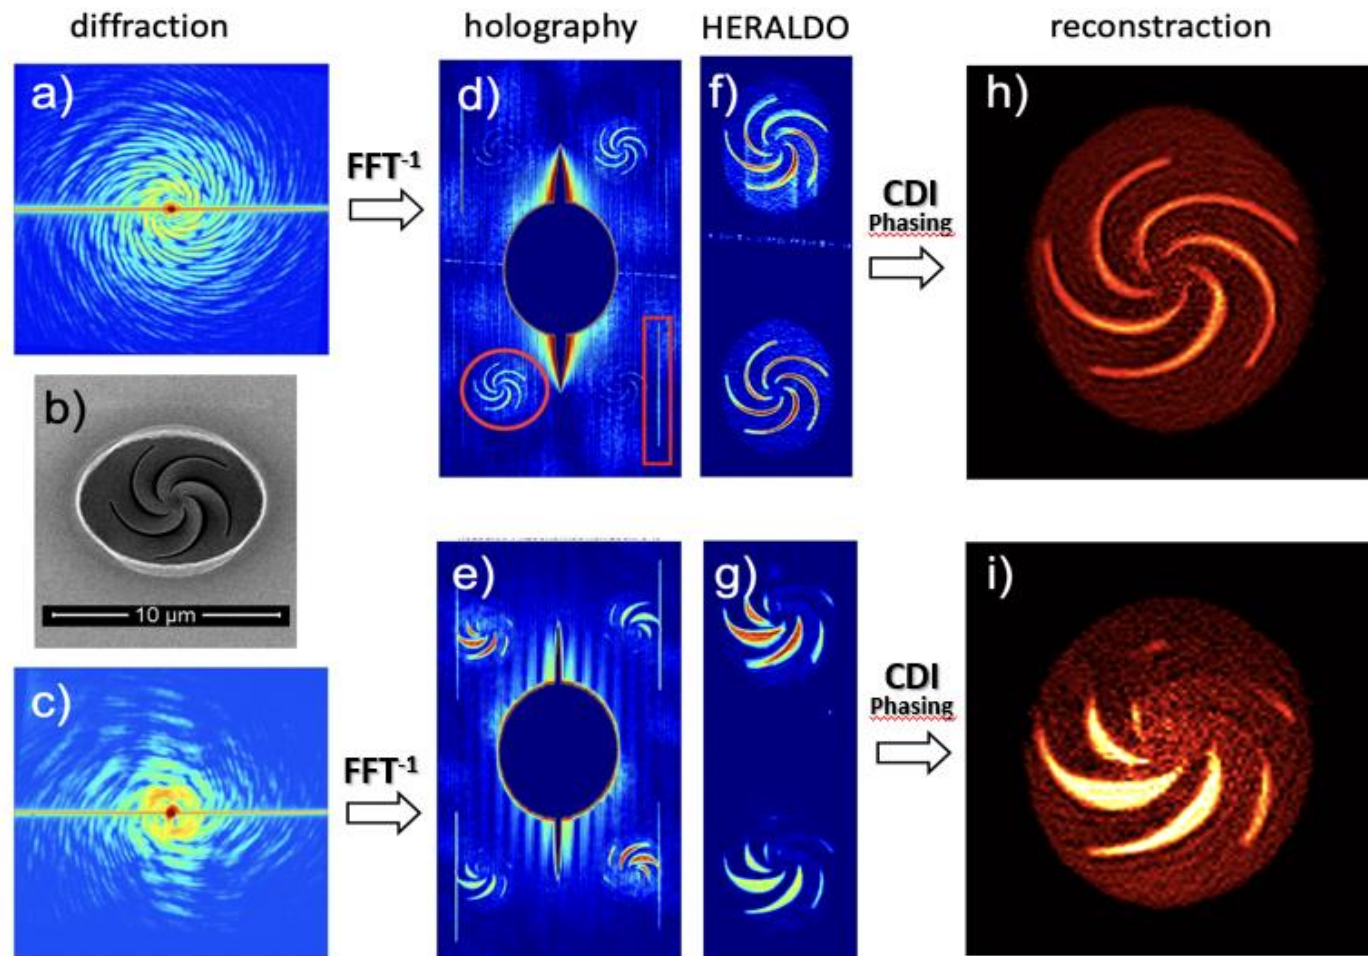 diffraction
holography
HERALDO
reconstraction
a)
d)
f)
h)
FFT-1
CDI
Phasing
b)
10 μm
e)
g)
i)
c)
FFT-1
CDI
Phasing